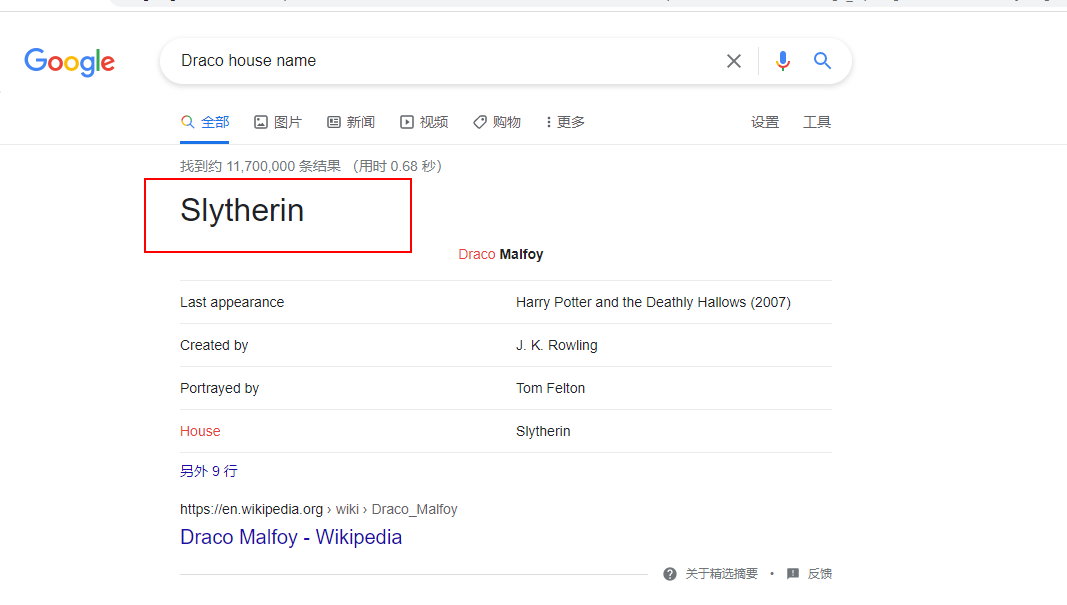 Google
Draco house name
全部 图片 新闻 视频 购物 更多 设置 工具
找到约 11,700,000 条结果 （用时 0.68 秒）
Slytherin
Draco Malfoy
Last appearance Harry Potter and the Deathly Hallows (2007)
Created by J. K. Rowling
Portrayed by Tom Felton
House Slytherin
另外 9 行
https://en.wikipedia.org › wiki › Draco_Malfoy
Draco Malfoy - Wikipedia
关于精选摘要 • 反馈